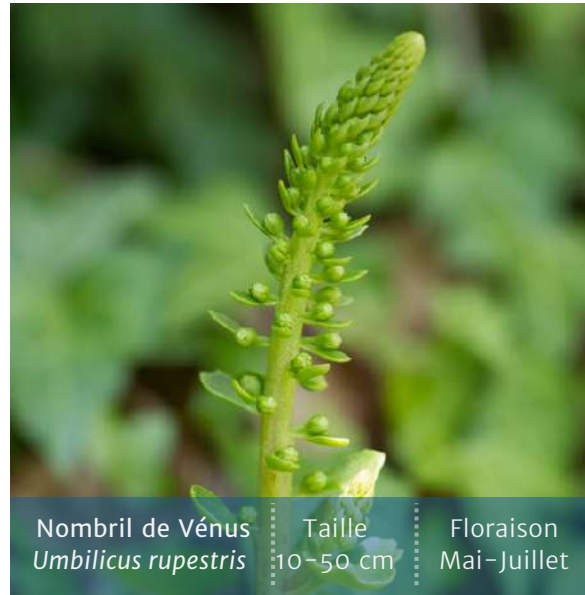 Nombril de Vénus
Umbilicus rupestris
Taille
10-50 cm
Floraison
Mai-Juillet